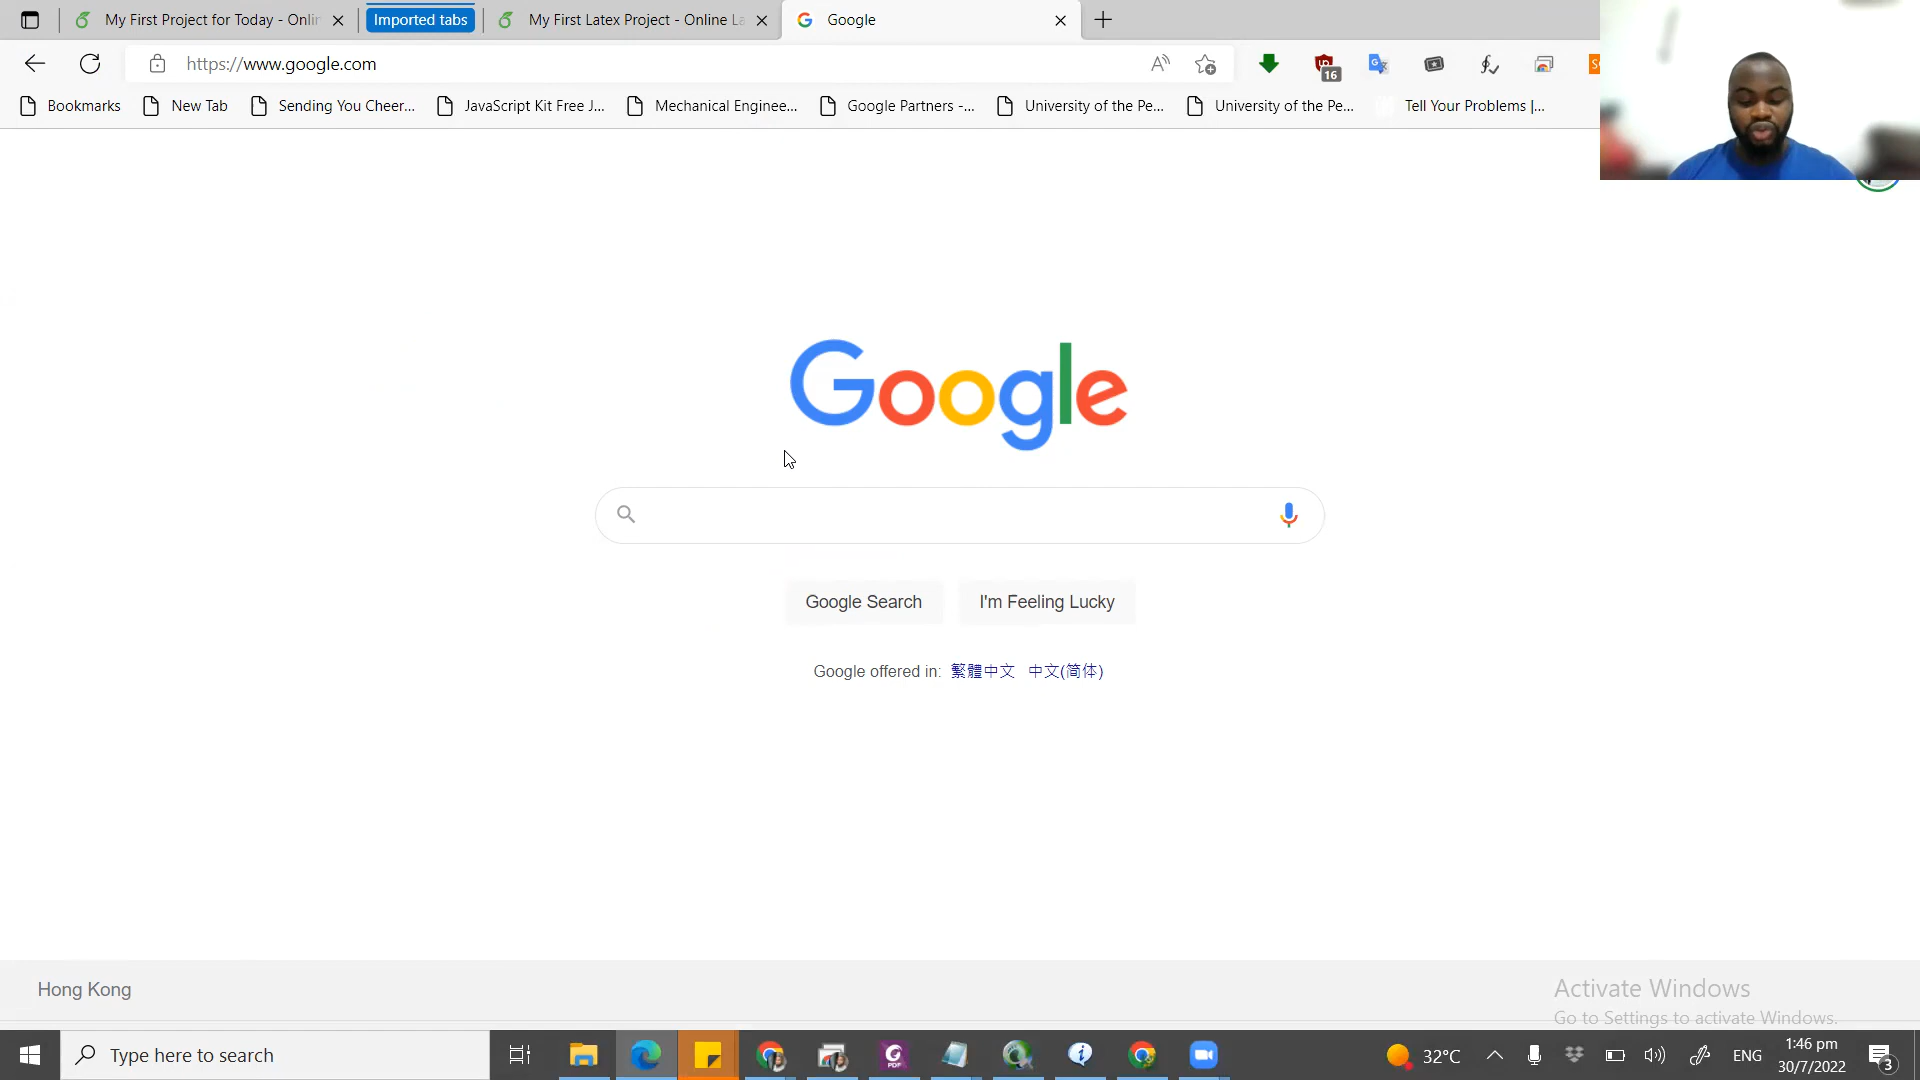 My First Project for Today - Onlin
Imported tabs
My First Latex Project - Online La
Google
https://www.google.com
16
Bookmarks
New Tab
Sending You Cheer...
JavaScript Kit Free J...
Mechanical Enginee...
Google Partners -...
University of the Pe...
University of the Pe...
Tell Your Problems |...
Google
Google Search
I'm Feeling Lucky
Google offered in: 繁體中文 中文(简体)
Hong Kong
Activate Windows
Go to Settings to activate Windows.
Type here to search
PDF
32°C
ENG
1:46 pm
30/7/2022
3